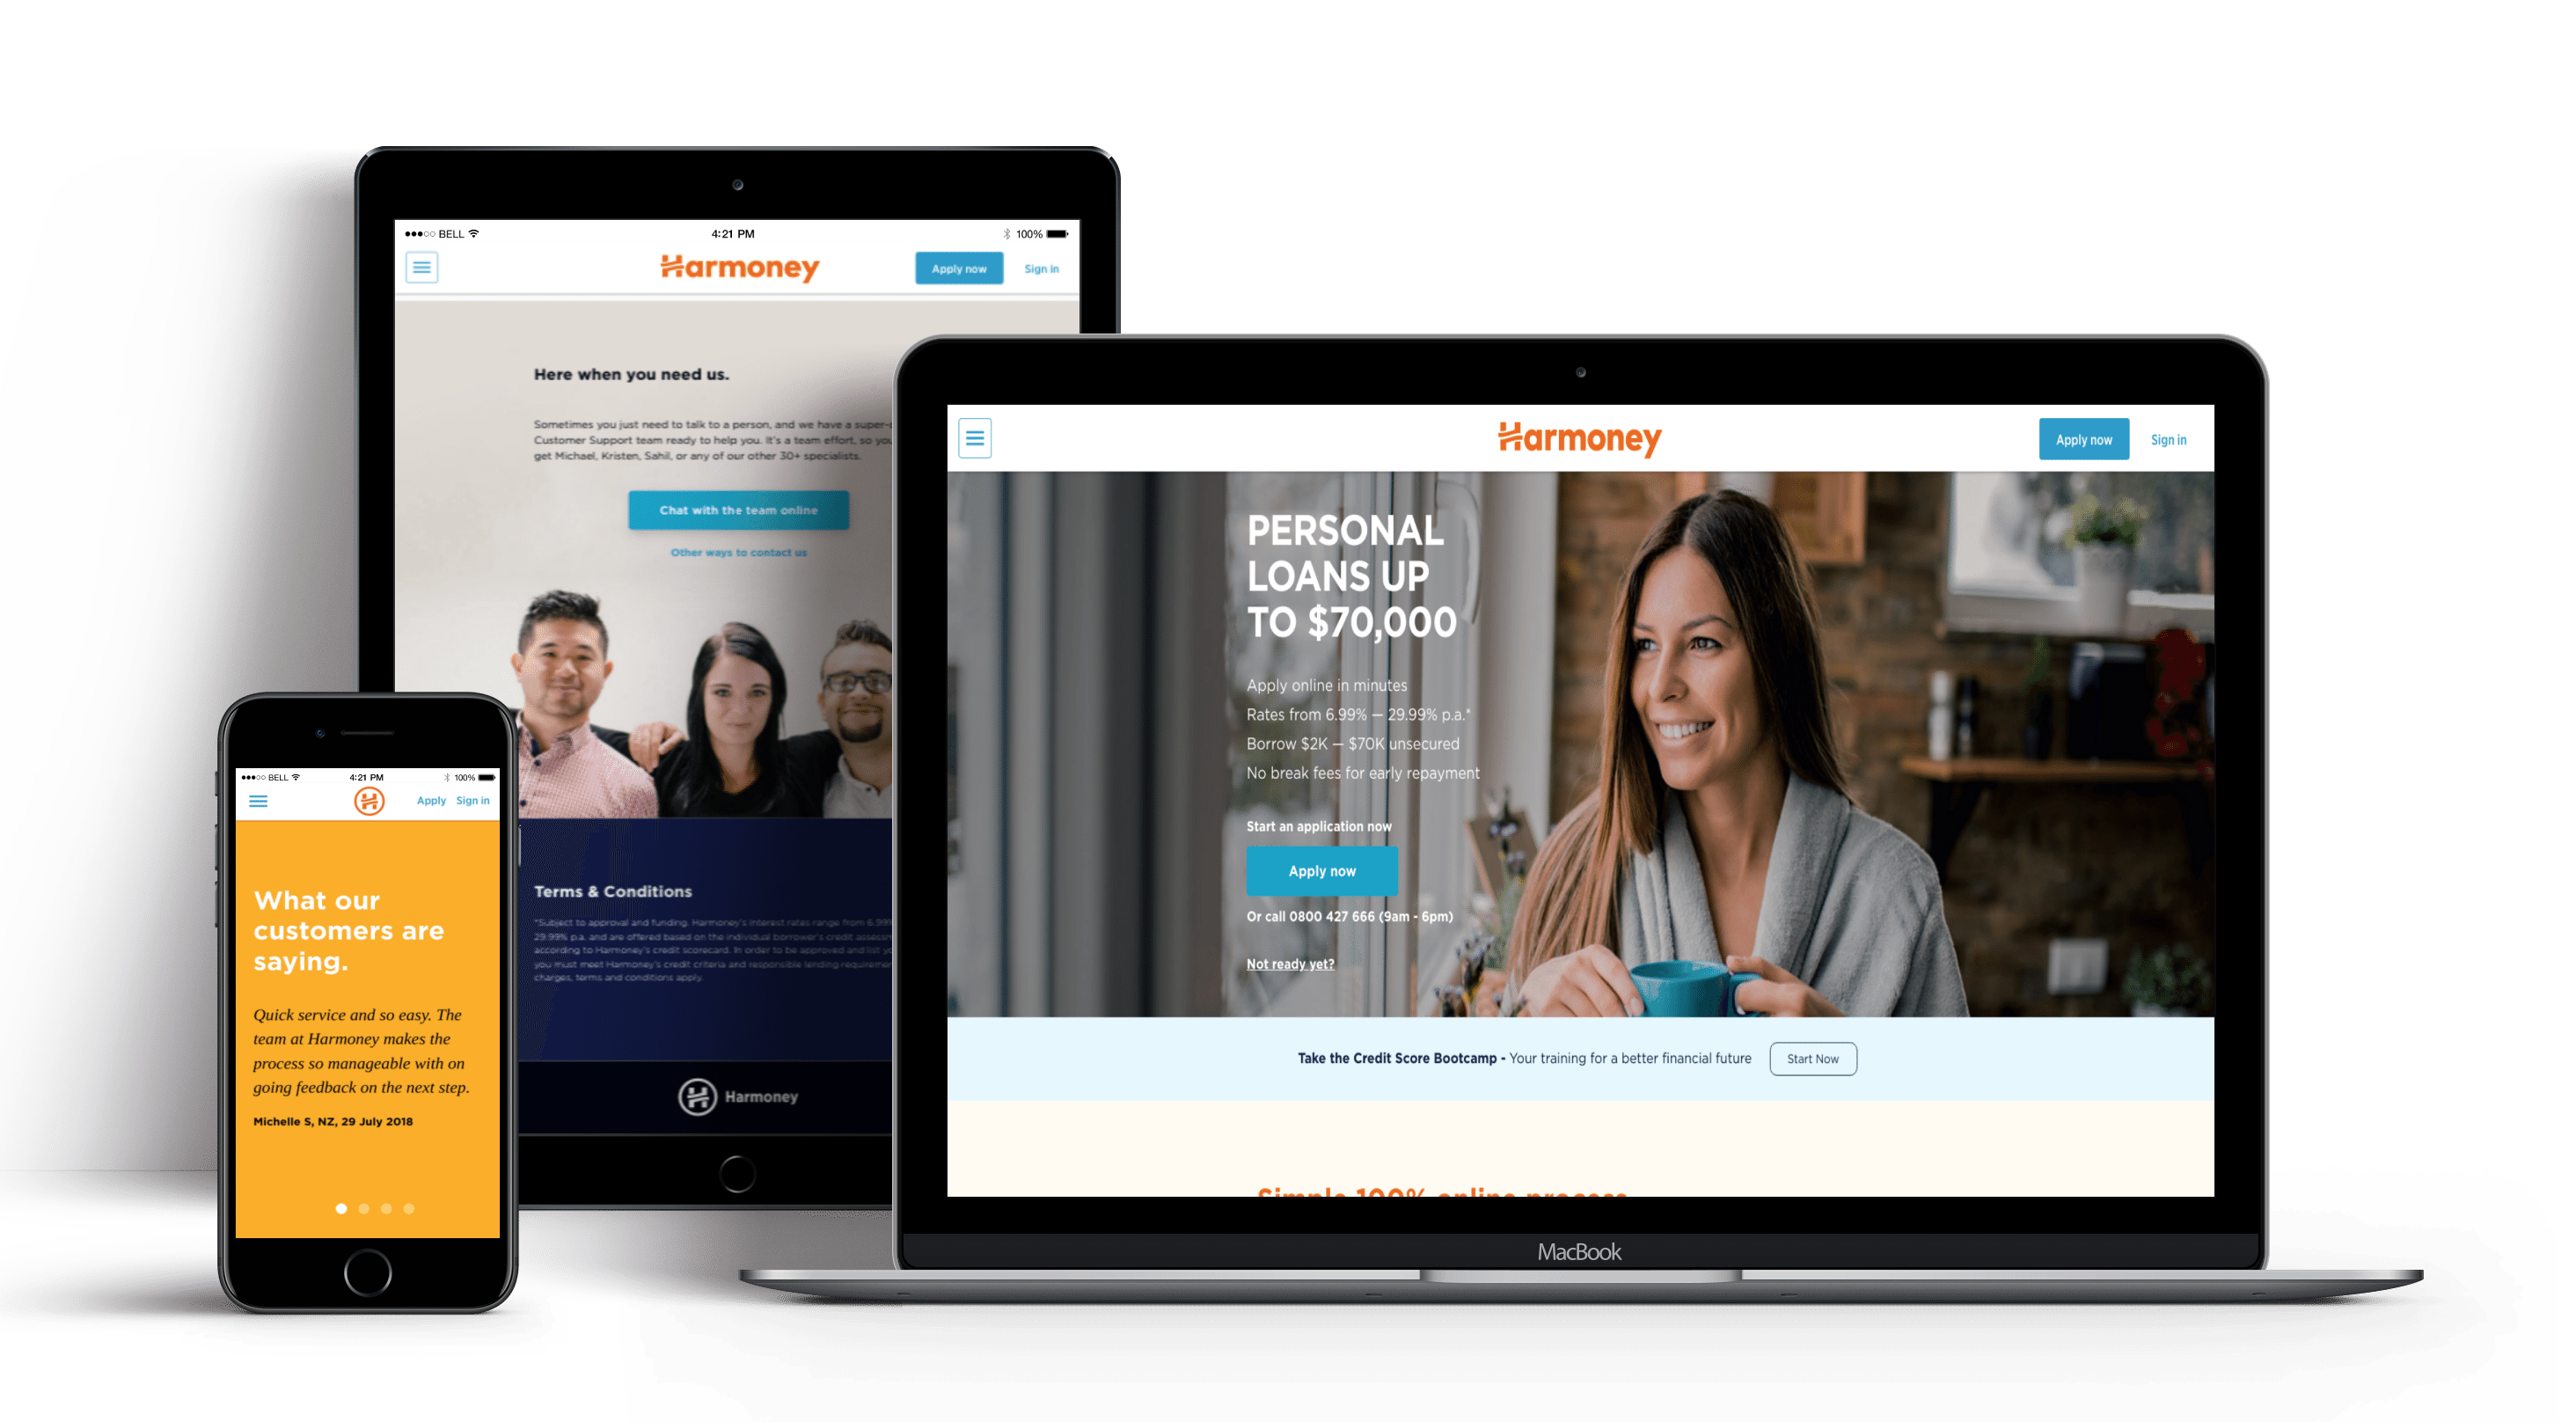 BELL
4:21 PM
100%
Harmoney
Apply now
Sign in
Here when you need us.
Sometimes you just need to talk to a person, and we have a super-
Customer Support team ready to help you. It's a team effort, so you
get Michael, Kristen, Sahil, or any of our other 30+ specialists.
Chat with the team online
Other ways to contact us
Terms & Conditions
*Subject to approval and funding. Harmoney's interest rates range from 6.99%
29.99% p.a. and are offered based on the individual borrower's credit
according to Harmoney's credit scorecard. In order to be approved and list
you must meet Harmoney's credit criteria and responsible lending
charges, terms and conditions apply.
Harmoney
BELL
4:21 PM
100%
Apply
Sign in
What our
customers are
saying.
Quick service and so easy. The
team at Harmoney makes the
process so manageable with on
going feedback on the next step.
Michelle S, NZ, 29 July 2018
Harmoney
Apply now
Sign in
PERSONAL
LOANS UP
TO $70,000
Apply online in minutes
Rates from 6.99% – 29.99% p.a.*
Borrow $2K – $70K unsecured
No break fees for early repayment
Start an application now
Apply now
Or call 0800 427 666 (9am - 6pm)
Not ready yet?
Take the Credit Score Bootcamp - Your training for a better financial future
Start Now
Simple 100% online process
MacBook